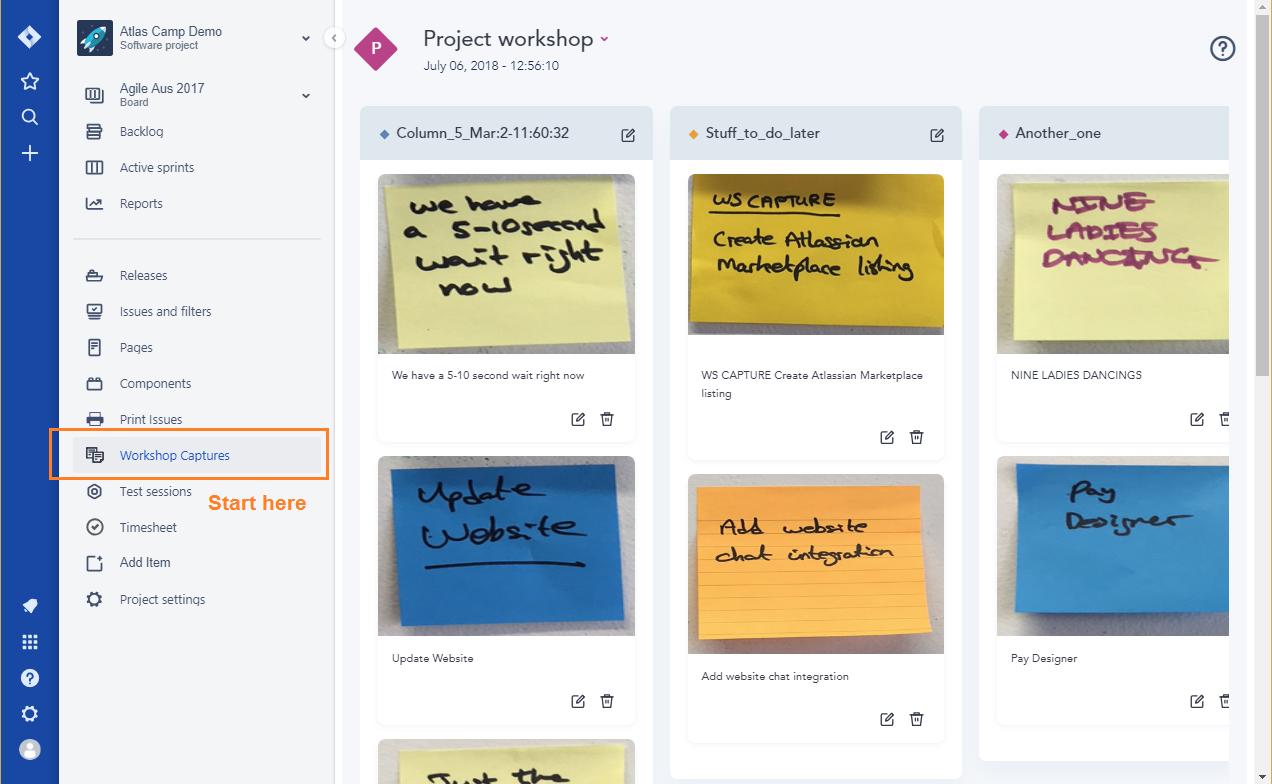 Atlas Camp Demo
Software project
Agile Aus 2017
Board
Backlog
Active sprints
Reports
Releases
Issues and filters
Pages
Components
Print Issues
Workshop Captures
Test sessions
Start here
Timesheet
Add Item
Project settings
P
Project workshop
July 06, 2018 - 12:56:10
Column_5_Mar:2-11:60:32
we have
a 5-10 second
wait right
now
We have a 5-10 second wait right now
Update
Website
Update Website
Just the
Stuff_to_do_later
WS CAPTURE
Create Atlassian
Marketplace listing
WS CAPTURE Create Atlassian Marketplace
listing
Add website
chat integration
Add website chat integration
Another_one
NINE
LADIES
DANCINGS
NINE LADIES DANCINGS
Pay
Designer
Pay Designer